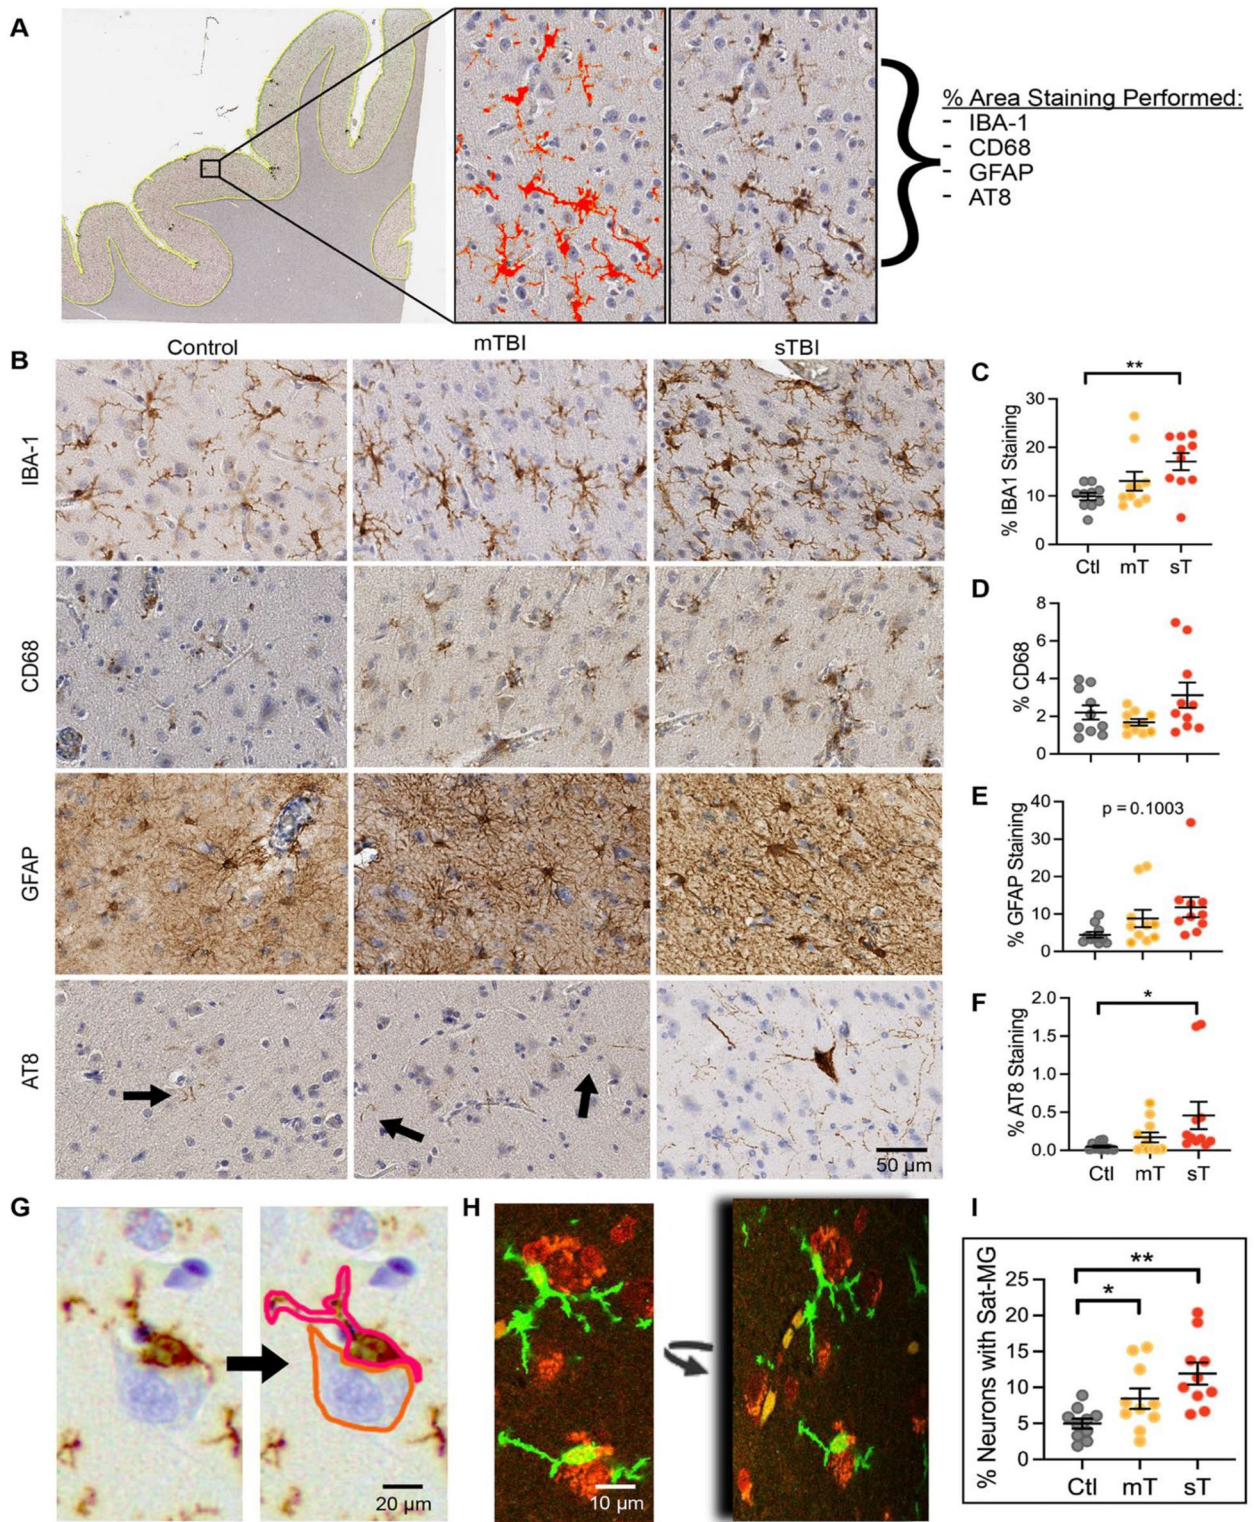 A
% Area Staining Performed:
- IBA-1
- CD68
- GFAP
- AT8
B
Control
mTBI
sTBI
IBA-1
CD68
GFAP
AT8
50 μm
C
**
% IBA1 Staining
30
20
10
0
Ctl
mT
sT
D
% CD68
8
6
4
2
0
E
p = 0.1003
% GFAP Staining
40
30
20
10
0
F
*
% AT8 Staining
2.0
1.5
1.0
0.5
0.0
Ctl
mT
sT
G
20 μm
H
10 μm
I
**
*
% Neurons with Sat-MG
25
20
15
10
5
0
Ctl
mT
sT